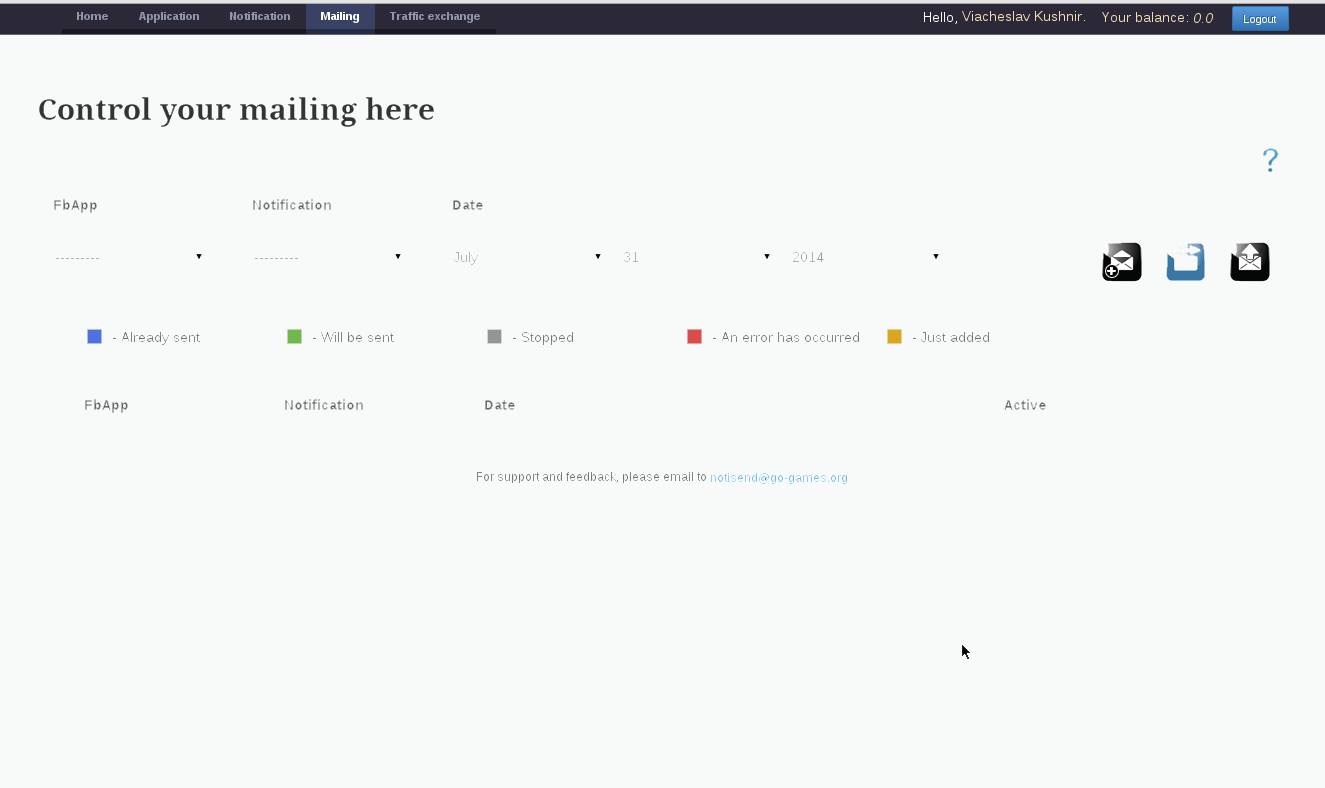 Home Application Notification Mailing Traffic exchange Hello, Viacheslav Kushnir. Your balance: 0.0 Logout
Control your mailing here
?
FbApp Notification Date
--------- --------- July 31 2014
- Already sent - Will be sent - Stopped - An error has occurred - Just added
FbApp Notification Date Active
For support and feedback, please email to notisend@go-games.org